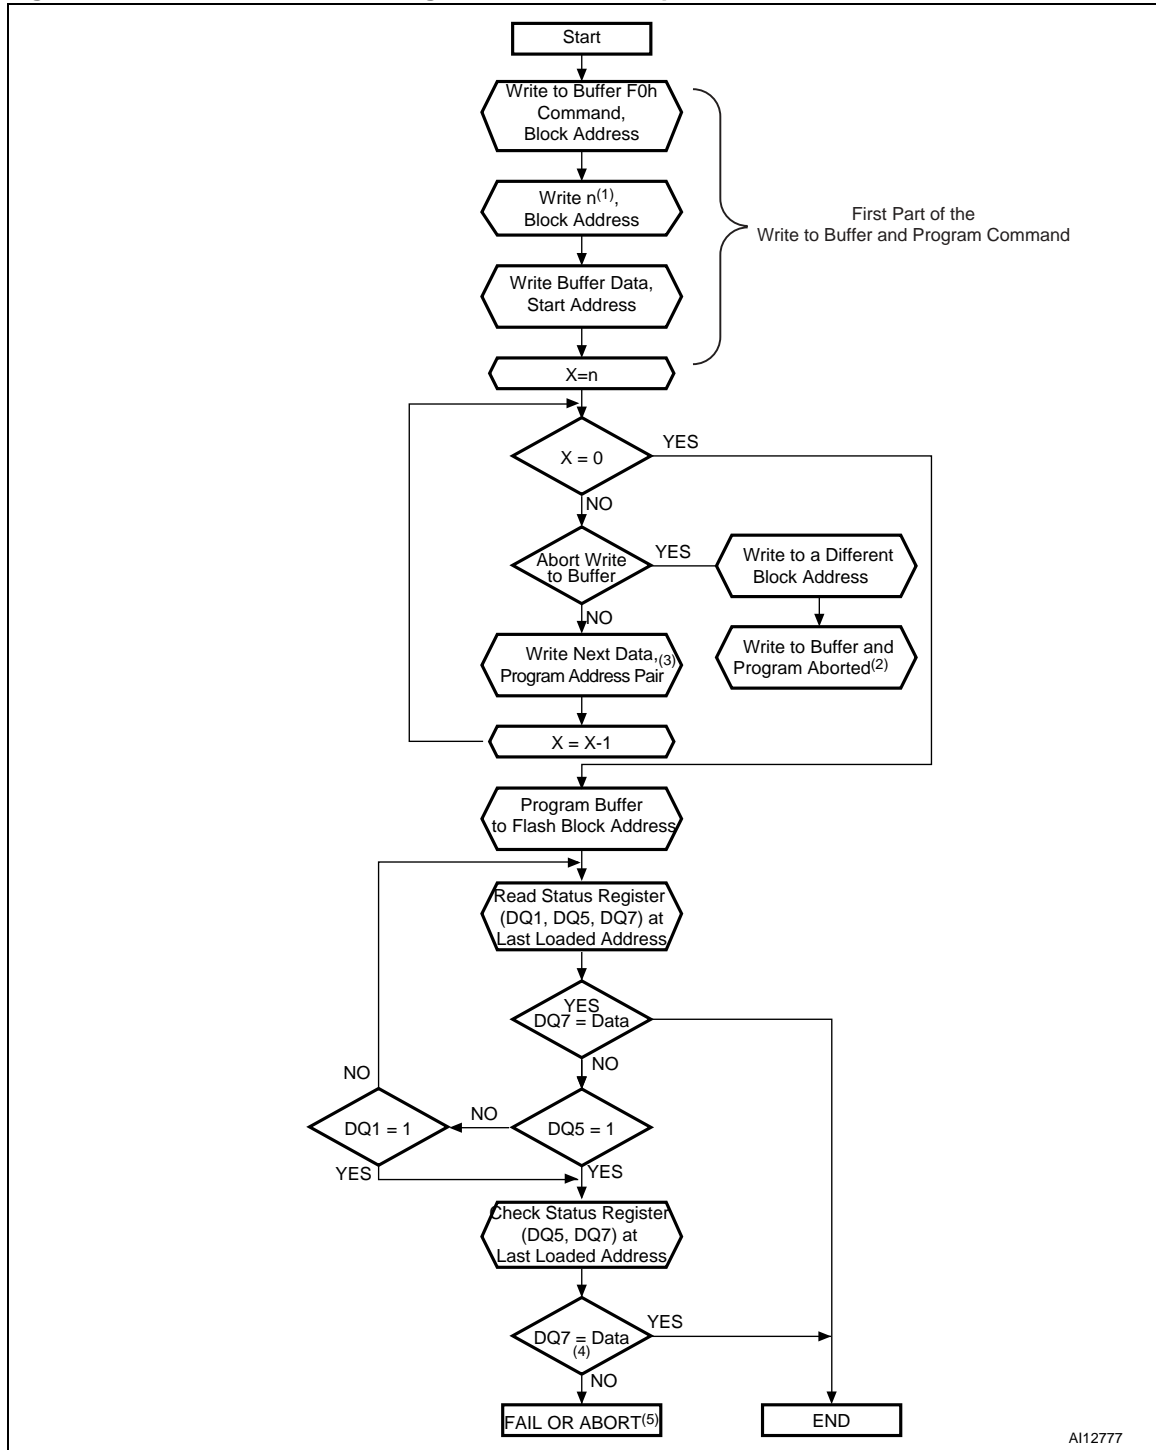 Start
Write to Buffer F0h
Command,
Block Address
Write n(1),
Block Address
First Part of the
Write to Buffer and Program Command
Write Buffer Data,
Start Address
X=n
X = 0
YES
NO
Abort Write
to Buffer
YES
Write to a Different
Block Address
NO
Write Next Data,(3)
Program Address Pair
Write to Buffer and
Program Aborted(2)
X = X-1
Program Buffer
to Flash Block Address
Read Status Register
(DQ1, DQ5, DQ7) at
Last Loaded Address
YES
DQ7 = Data
NO
NO
DQ1 = 1
NO
DQ5 = 1
YES
YES
Check Status Register
(DQ5, DQ7) at
Last Loaded Address
YES
DQ7 = Data
(4)
NO
FAIL OR ABORT(5)
END
AI12777